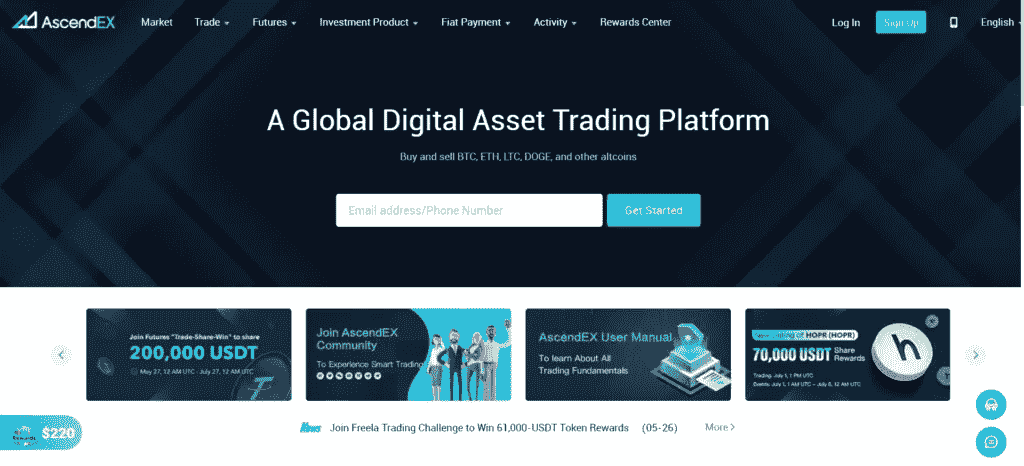 AscendEX
Market Trade Futures Investment Product Fiat Payment Activity Rewards Center Log In Sign Up English
A Global Digital Asset Trading Platform
Buy and sell BTC, ETH, LTC, DOGE, and other altcoins
Email address/Phone Number Get Started
Join Futures "Trade-Share-Win" to share
200,000 USDT
May 27, 12 AM UTC - July 27, 12 AM UTC
Join AscendEX
Community
To Experience Smart Trading
AscendEX User Manual
To learn About All
Trading Fundamentals
of HOPR (HOPR)
70,000 USDT Share
Rewards
Trading: July 1, 1 PM UTC
Events: July 1, 1 AM UTC - July 6, 12 AM UTC
h
$220
News Join Freela Trading Challenge to Win 61,000-USDT Token Rewards (05-26) More